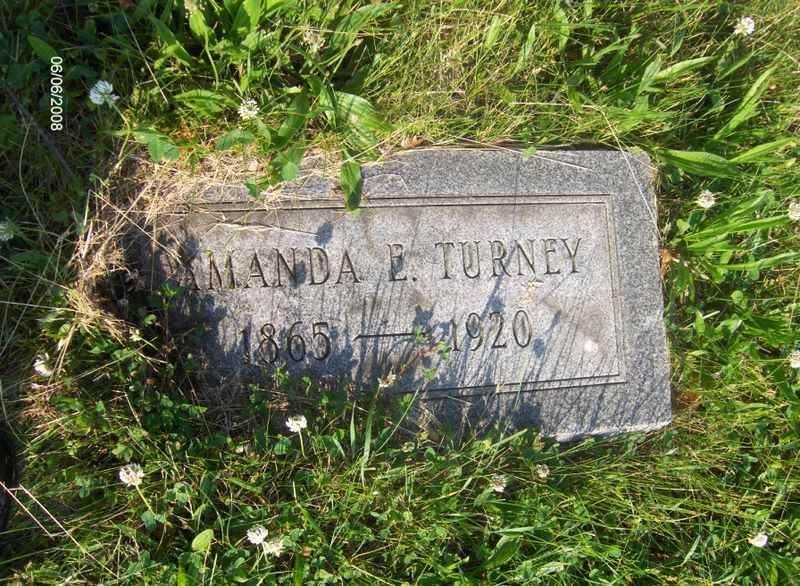 06/06/2008
AMANDA E. TURNEY
1865 — 1920